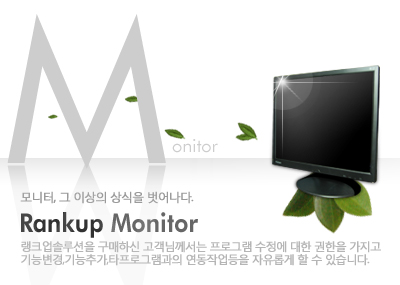 Monitor
모니터, 그 이상의 상식을 벗어나다.
Rankup Monitor
랭크업솔루션을 구매하신 고객님께서는 프로그램 수정에 대한 권한을 가지고
기능변경,기능추가,타프로그램과의 연동작업등을 자유롭게 할 수 있습니다.